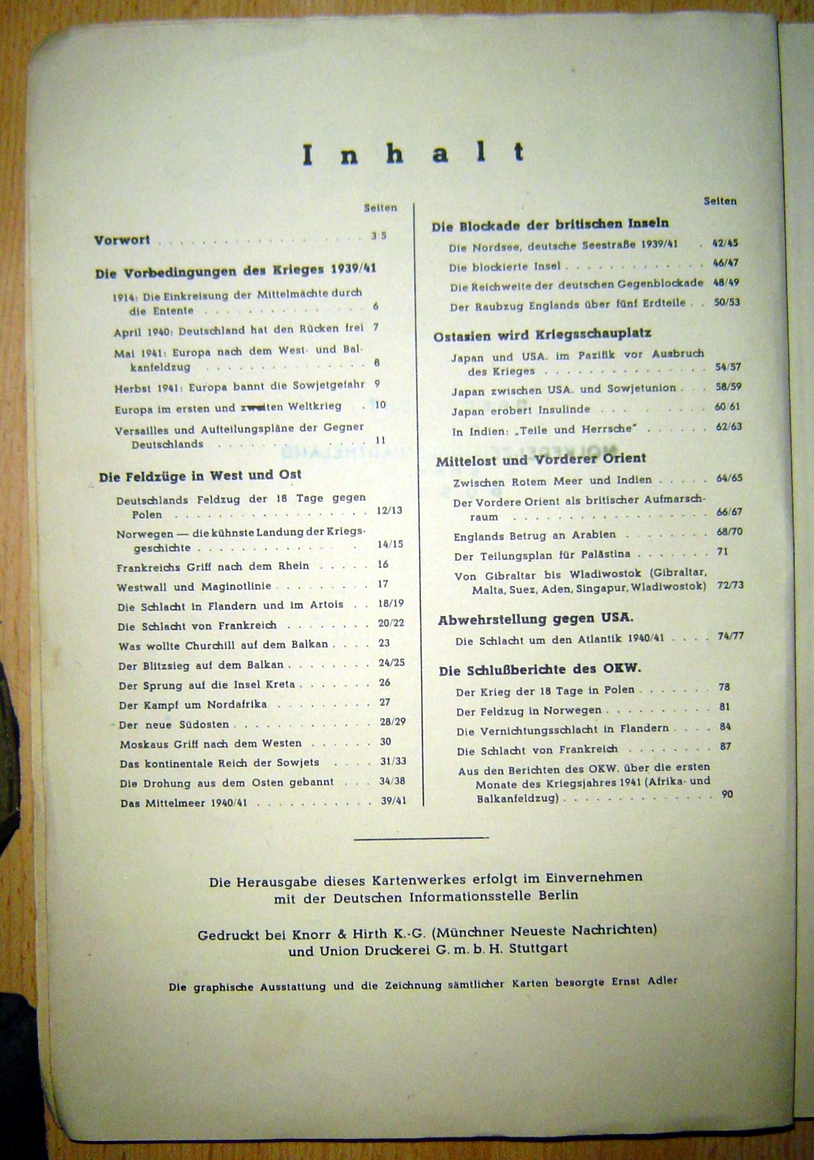 Inhalt
Seiten
Vorwort . . . . . . . . . . . . . . . . . 3 5
Die Vorbedingungen des Krieges 1939/41
1914: Die Einkreisung der Mittelmächte durch
die Entente . . . . . . . . . . . . . 6
April 1940: Deutschland hat den Rücken frei 7
Mai 1941: Europa nach dem West- und Bal-
kanfeldzug . . . . . . . . . . . . . . 8
Herbst 1941: Europa bannt die Sowjetgefahr 9
Europa im ersten und zweiten Weltkrieg . 10
Versailles und Aufteilungspläne der Gegner
Deutschlands . . . . . . . . . . . . 11
Die Feldzüge in West und Ost
Deutschlands Feldzug der 18 Tage gegen
Polen . . . . . . . . . . . . . . . . 12/13
Norwegen — die kühnste Landung der Kriegs-
geschichte . . . . . . . . . . . . . 14/15
Frankreichs Griff nach dem Rhein . . . . . 16
Westwall und Maginotlinie . . . . . . . . 17
Die Schlacht in Flandern und im Artois . . 18/19
Die Schlacht von Frankreich . . . . . . . . 20/22
Was wollte Churchill auf dem Balkan . . . . 23
Der Blitzsieg auf dem Balkan . . . . . . . 24/25
Der Sprung auf die Insel Kreta . . . . . . . 26
Der Kampf um Nordafrika . . . . . . . . . 27
Der neue Südosten . . . . . . . . . . . . 28/29
Moskaus Griff nach dem Westen . . . . . . 30
Das kontinentale Reich der Sowjets . . . . 31/33
Die Drohung aus dem Osten gebannt . . . 34/38
Das Mittelmeer 1940/41 . . . . . . . . . . 39/41
Seiten
Die Blockade der britischen Inseln
Die Nordsee, deutsche Seestraße 1939/41 . 42/45
Die blockierte Insel . . . . . . . . . . . . 46/47
Die Reichweite der deutschen Gegenblockade 48/49
Der Raubzug Englands über fünf Erdteile . . 50/53
Ostasien wird Kriegsschauplatz
Japan und USA. im Pazifik vor Ausbruch
des Krieges . . . . . . . . . . . . . 54/57
Japan zwischen USA. und Sowjetunion . . . 58/59
Japan erobert Insulinde . . . . . . . . . 60 61
In Indien: „Teile und Herrsche“ . . . . . . 62/63
Mittelost und Vorderer Orient
Zwischen Rotem Meer und Indien . . . . . 64/65
Der Vordere Orient als britischer Aufmarsch-
raum . . . . . . . . . . . . . . . . 66/67
Englands Betrug an Arabien . . . . . . . 68/70
Der Teilungsplan für Palästina . . . . . . . 71
Von Gibraltar bis Wladiwostok (Gibraltar,
Malta, Suez, Aden, Singapur, Wladiwostok) 72/73
Abwehrstellung gegen USA.
Die Schlacht um den Atlantik 1940/41 . . . . 74/77
Die Schlußberichte des OKW.
Der Krieg der 18 Tage in Polen . . . . . . . 78
Der Feldzug in Norwegen . . . . . . . . . 81
Die Vernichtungsschlacht in Flandern . . . . 84
Die Schlacht von Frankreich . . . . . . . . 87
Aus den Berichten des OKW. über die ersten
Monate des Kriegsjahres 1941 (Afrika- und
Balkanfeldzug) . . . . . . . . . . . . . 90
Die Herausgabe dieses Kartenwerkes erfolgt im Einvernehmen
mit der Deutschen Informationsstelle Berlin
Gedruckt bei Knorr & Hirth K.-G. (Münchner Neueste Nachrichten)
und Union Druckerei G. m. b. H. Stuttgart
Die graphische Ausstattung und die Zeichnung sämtlicher Karten besorgte Ernst Adler